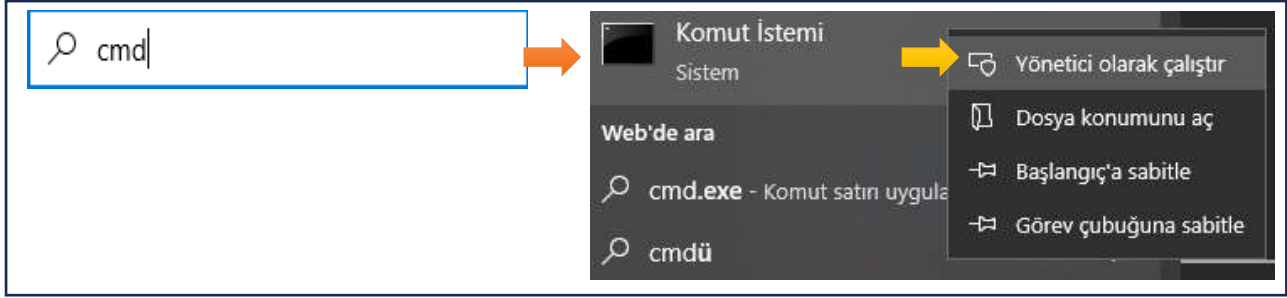 cmd
Komut İstemi
Sistem
Web'de ara
cmd.exe - Komut satırı uygula
cmdü
Yönetici olarak çalıştır
Dosya konumunu aç
Başlangıç'a sabitle
Görev çubuğuna sabitle